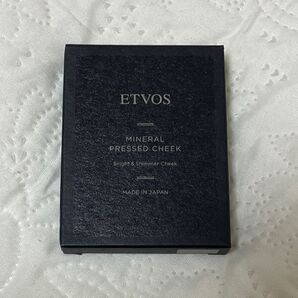 ETVOS
MINERAL
PRESSED CHEEK
Bright & Shimmer Cheek
MADE IN JAPAN